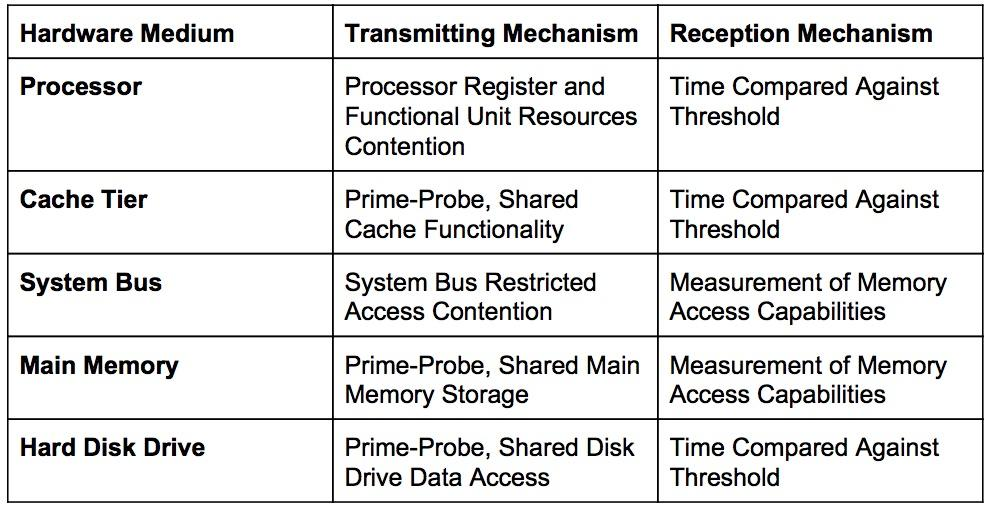 Hardware Medium Transmitting Mechanism Reception Mechanism
Processor Processor Register and Time Compared Against
Functional Unit Resources Threshold
Contention
Cache Tier Prime-Probe, Shared Time Compared Against
Cache Functionality Threshold
System Bus System Bus Restricted Measurement of Memory
Access Contention Access Capabilities
Main Memory Prime-Probe, Shared Main Measurement of Memory
Memory Storage Access Capabilities
Hard Disk Drive Prime-Probe, Shared Disk Time Compared Against
Drive Data Access Threshold